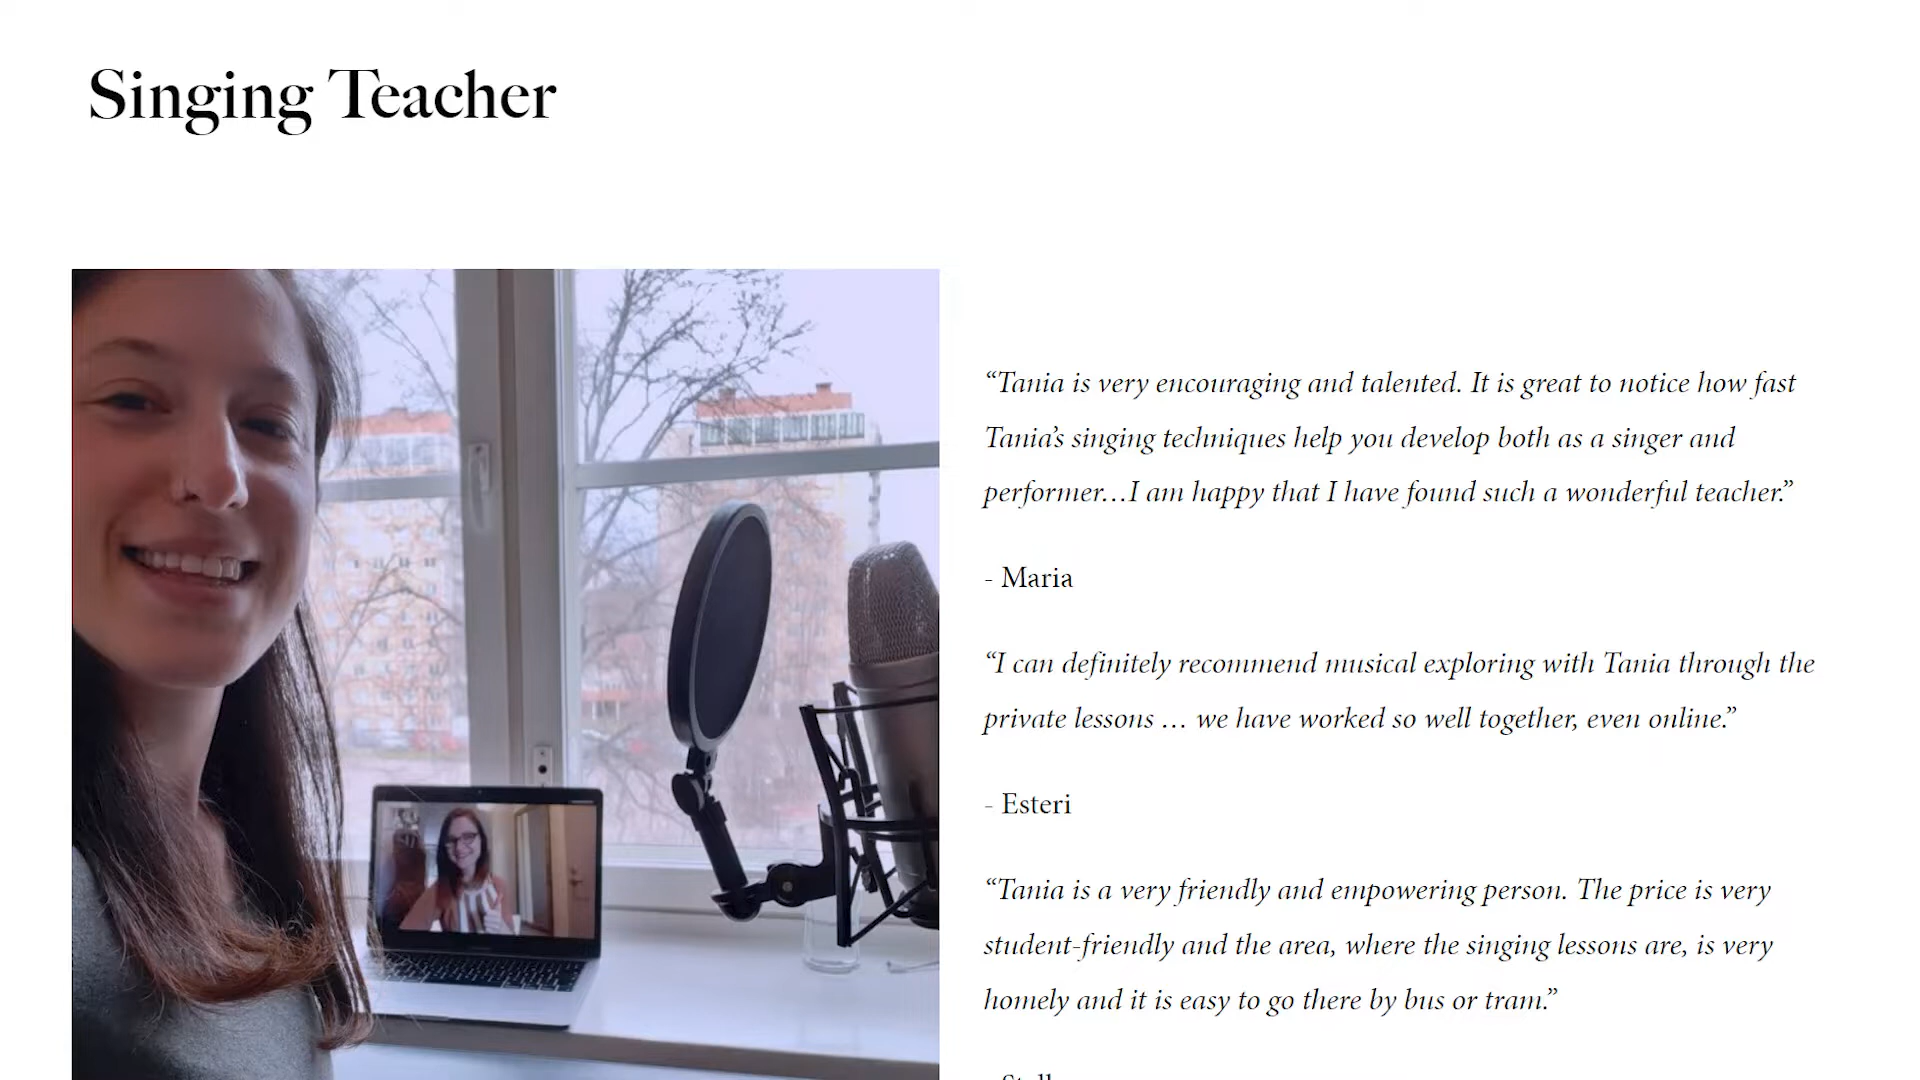 Singing Teacher
“Tania is very encouraging and talented. It is great to notice how fast
Tania’s singing techniques help you develop both as a singer and
performer…I am happy that I have found such a wonderful teacher.”
- Maria
“I can definitely recommend musical exploring with Tania through the
private lessons … we have worked so well together, even online.”
- Esteri
“Tania is a very friendly and empowering person. The price is very
student-friendly and the area, where the singing lessons are, is very
homely and it is easy to go there by bus or tram.”